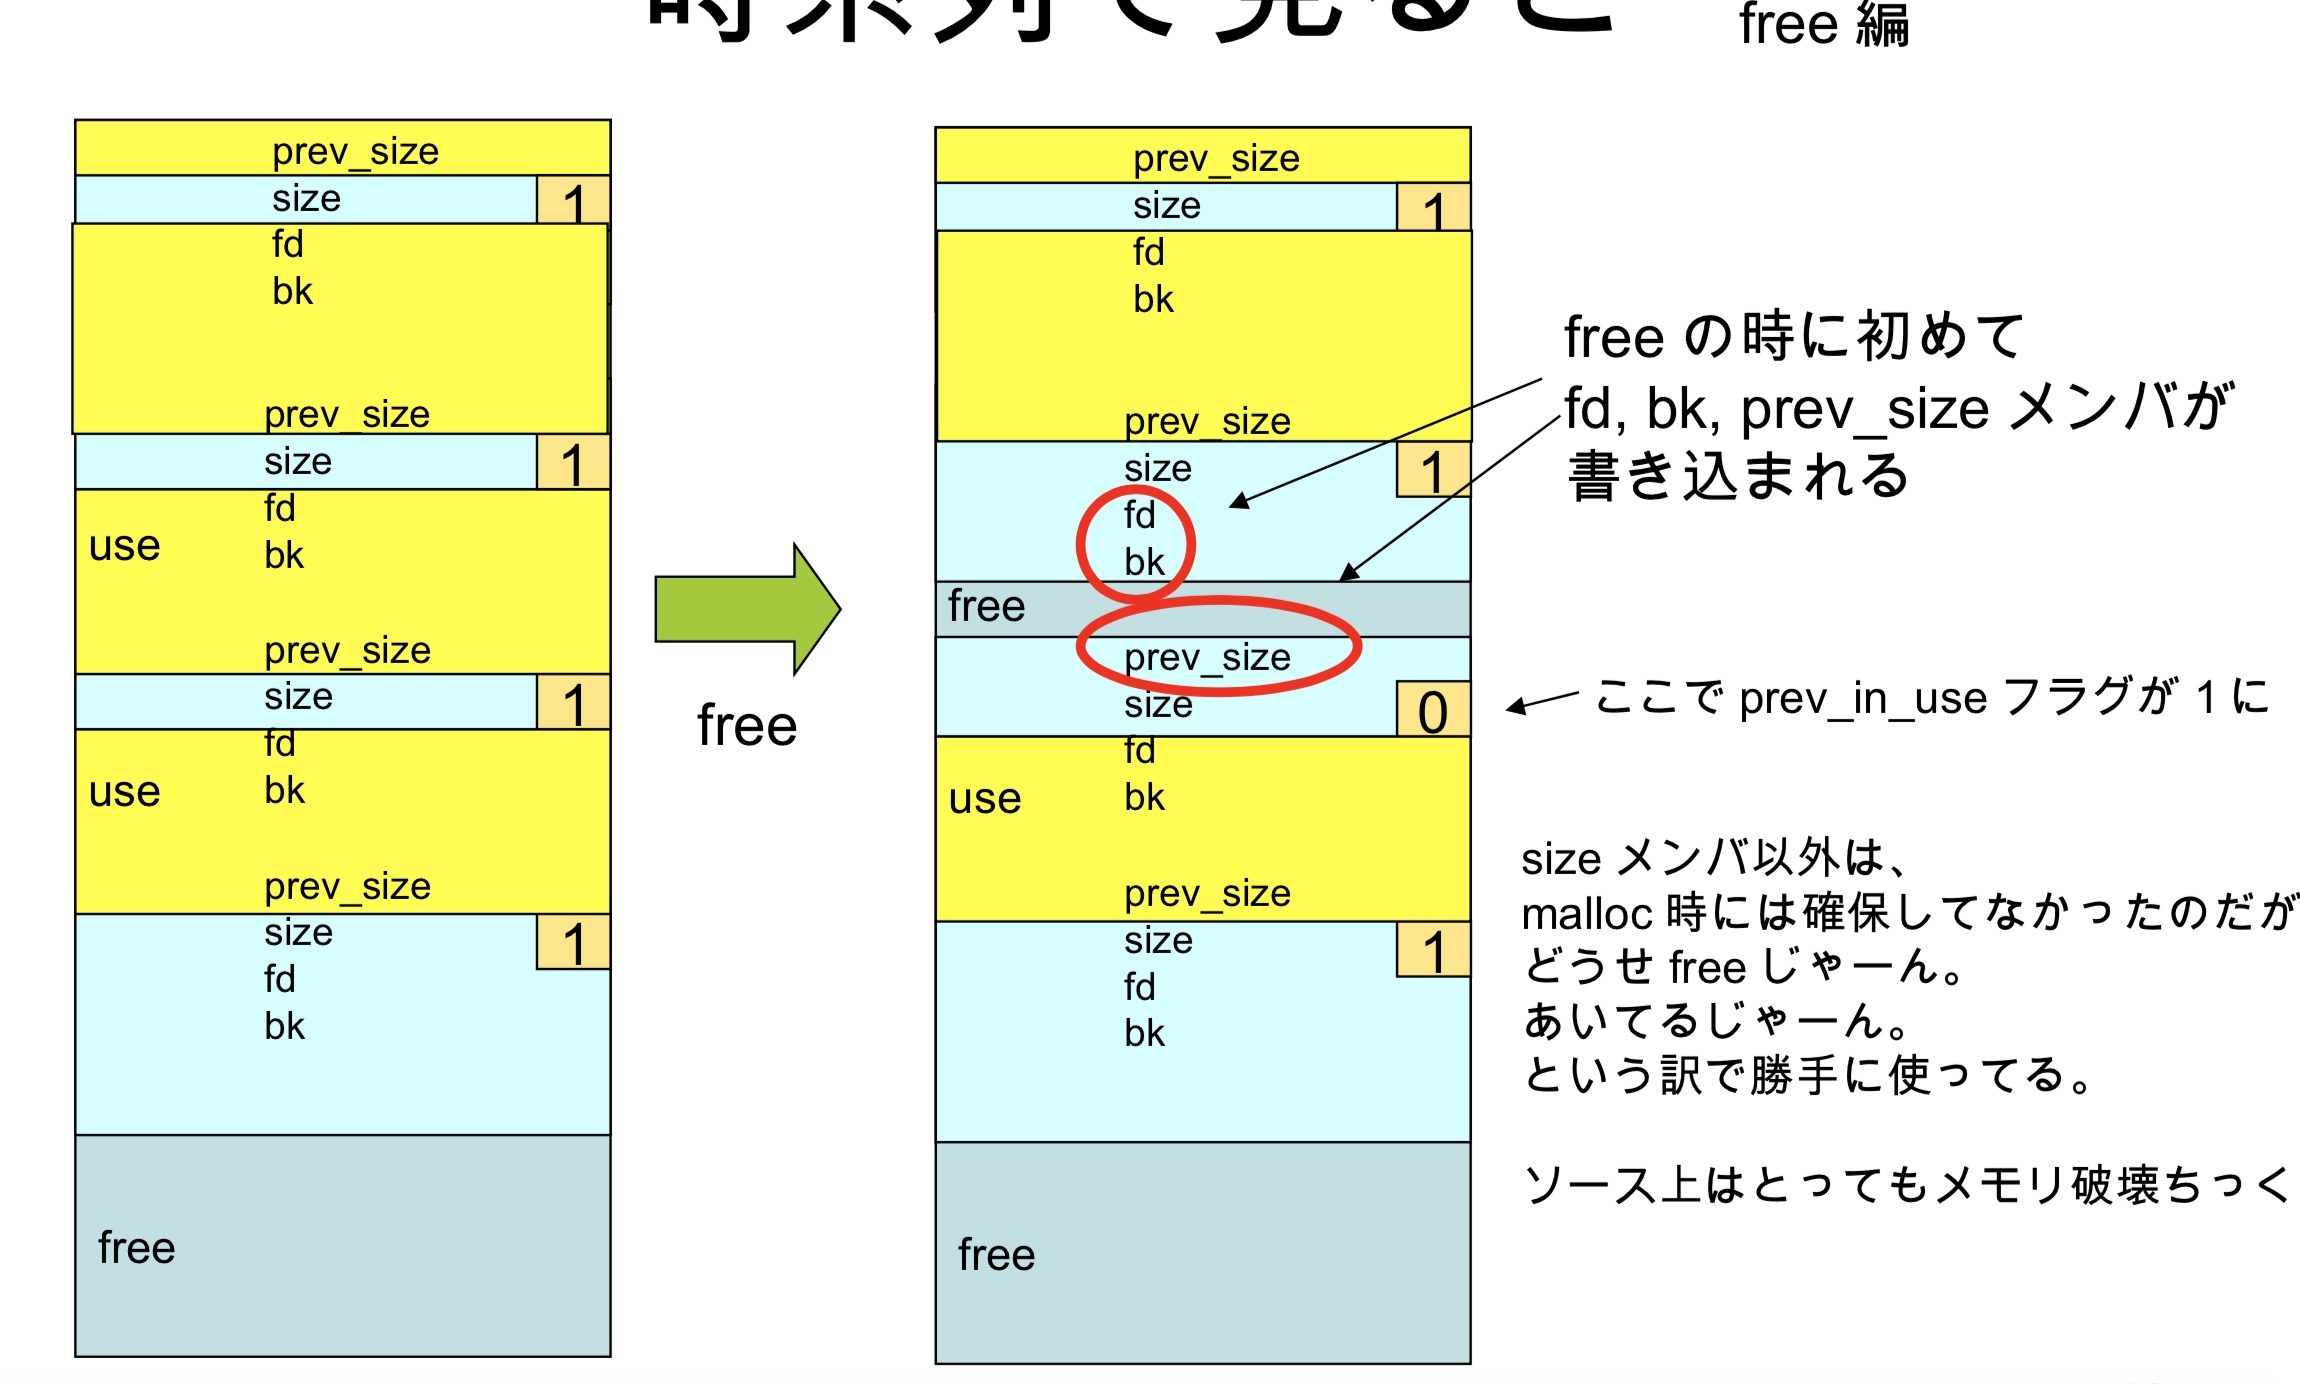 時系列で見ると
free 編
prev_size
size
1
fd
bk
prev_size
size
1
use
fd
bk
prev_size
size
1
use
fd
bk
prev_size
size
1
fd
bk
free
free
prev_size
size
1
fd
bk
prev_size
size
1
fd
bk
free
prev_size
size
0
use
fd
bk
prev_size
size
1
fd
bk
free
free の時に初めて
fd, bk, prev_size メンバが
書き込まれる
ここで prev_in_use フラグが 1 に
size メンバ以外は、
malloc 時には確保してなかったのだが
どうせ free じゃーん。
あいてるじゃーん。
という訳で勝手に使ってる。
ソース上はとってもメモリ破壊ちっく